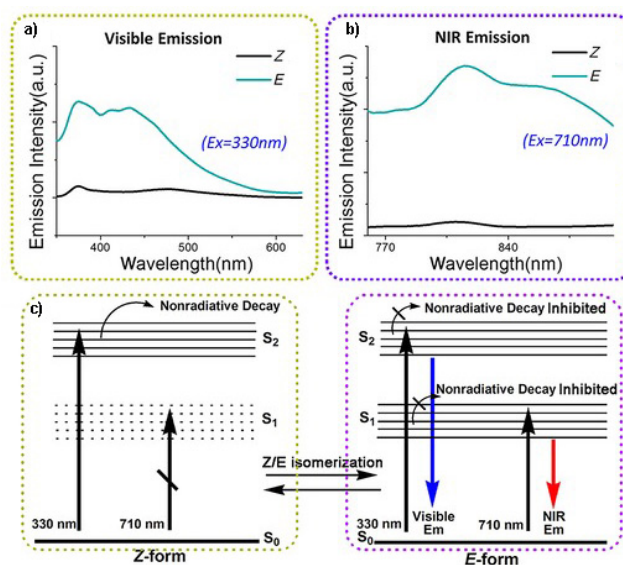 a)
Visible Emission
Z
E
(Ex=330nm)
Emission Intensity(a.u.)
400
500
600
Wavelength(nm)
b)
NIR Emission
Z
E
(Ex=710nm)
Emission Intensity(a.u.)
770
840
Wavelength(nm)
c)
Nonradiative Decay
S2
S1
330 nm
710 nm
S0
Z-form
Z/E isomerization
Nonradiative Decay Inhibited
S2
Nonradiative Decay Inhibited
S1
330 nm
Visible
Em
710 nm
NIR
Em
S0
E-form